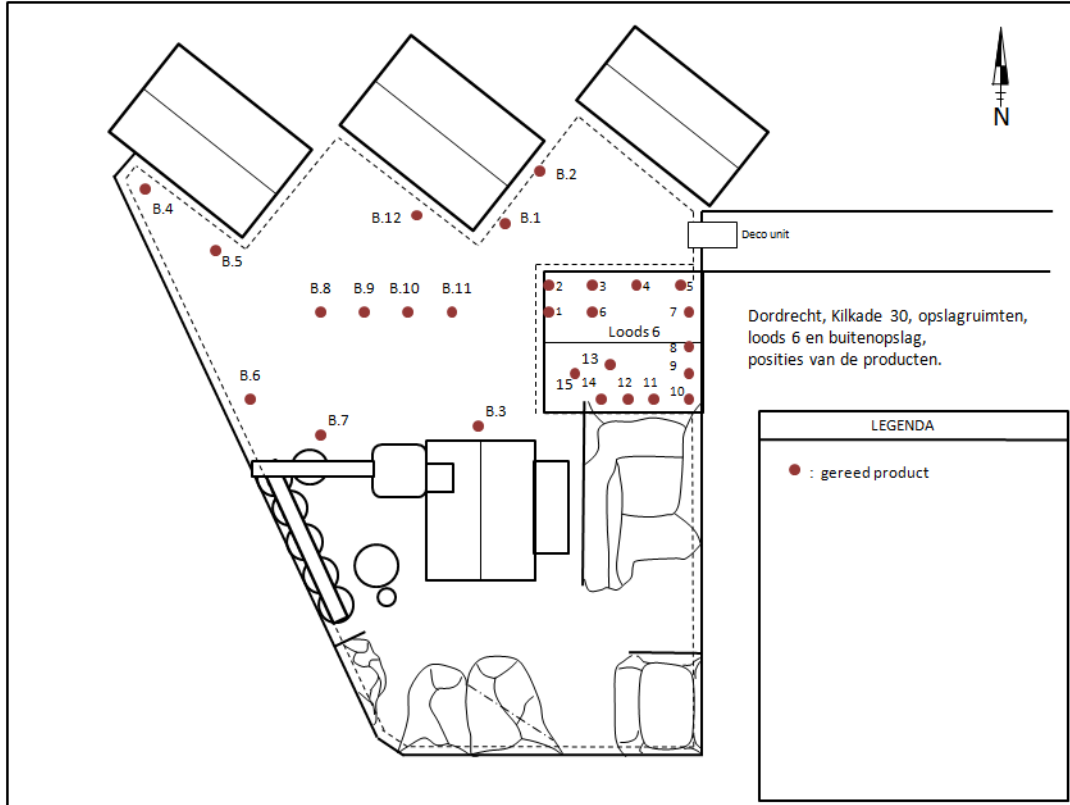 N
B.2
B.4
B.12
B.1
Deco unit
B.5
B.8
B.9
B.10
B.11
2
3
4
5
1
6
7
Loods 6
8
13
9
15
14
12
11
10
Dordrecht, Kilkade 30, opslagruimten,
loods 6 en buitenopslag,
posities van de producten.
B.6
B.7
B.3
LEGENDA
: gereed product